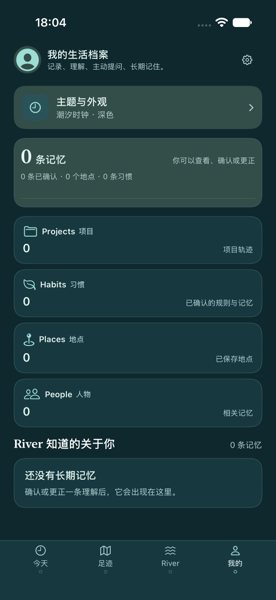 18:04
我的生活档案
记录、理解、主动提问、长期记住。
主题与外观
潮汐时钟 · 深色
0 条记忆
你可以查看、确认或更正
0 条已确认 · 0 个地点 · 0 条习惯
Projects 项目
0
项目轨迹
Habits 习惯
0
已确认的规则与记忆
Places 地点
0
已保存地点
People 人物
0
相关记忆
River 知道的关于你
0 条记忆
还没有长期记忆
确认或更正一条理解后，它会出现在这里。
今天
足迹
River
我的